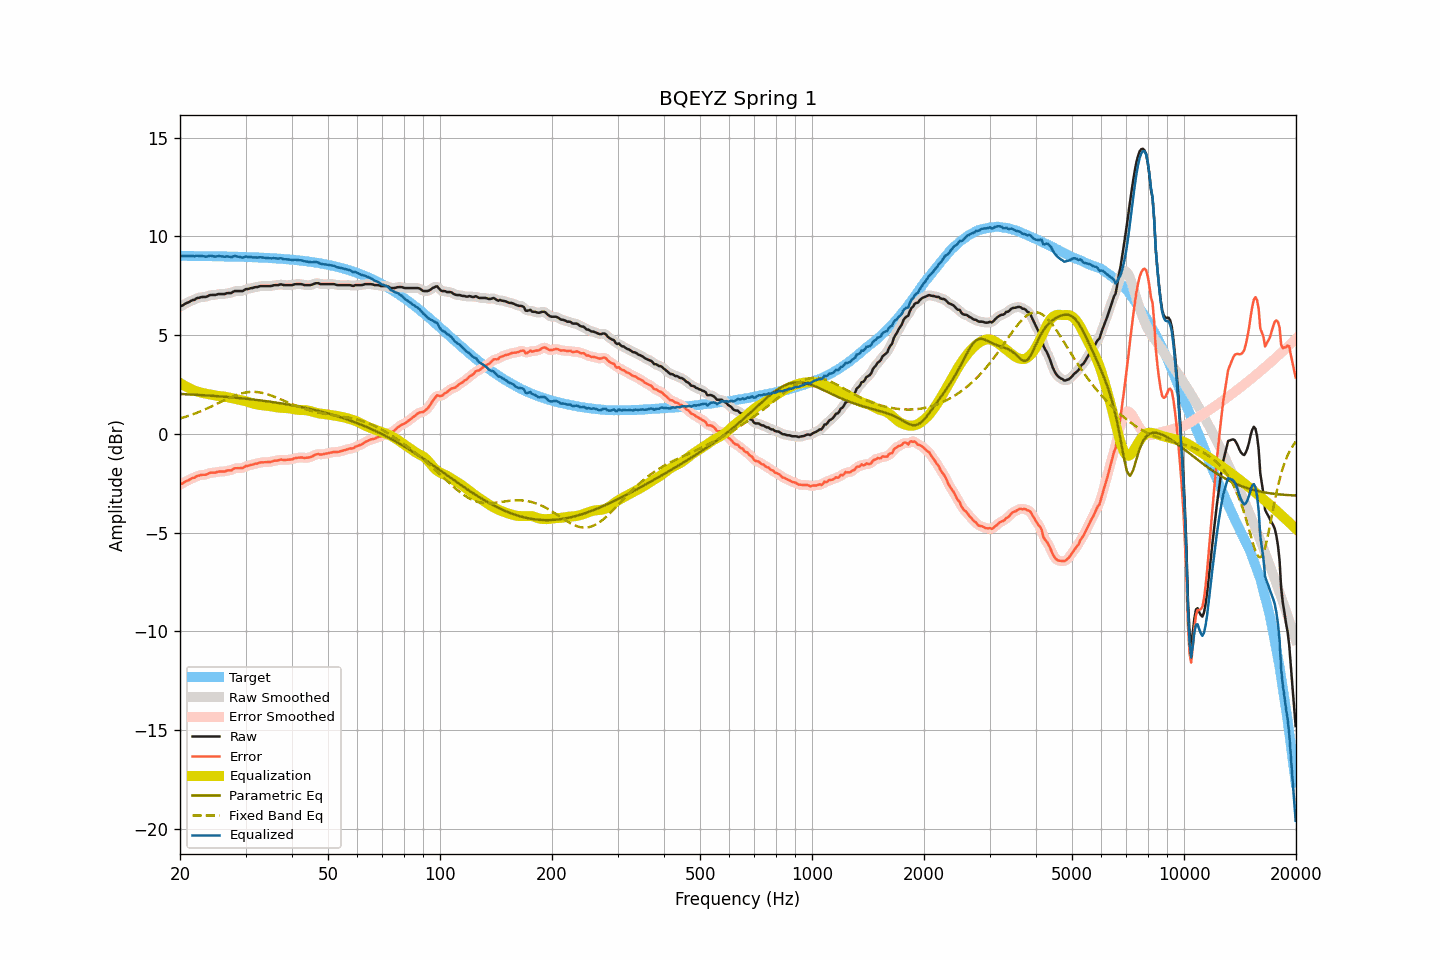 BQEYZ Spring 1
15
10
5
0
−5
−10
−15
−20
Amplitude (dBr)
Target
Raw Smoothed
Error Smoothed
Raw
Error
Equalization
Parametric Eq
Fixed Band Eq
Equalized
20 50 100 200 500 1000 2000 5000 10000 20000
Frequency (Hz)